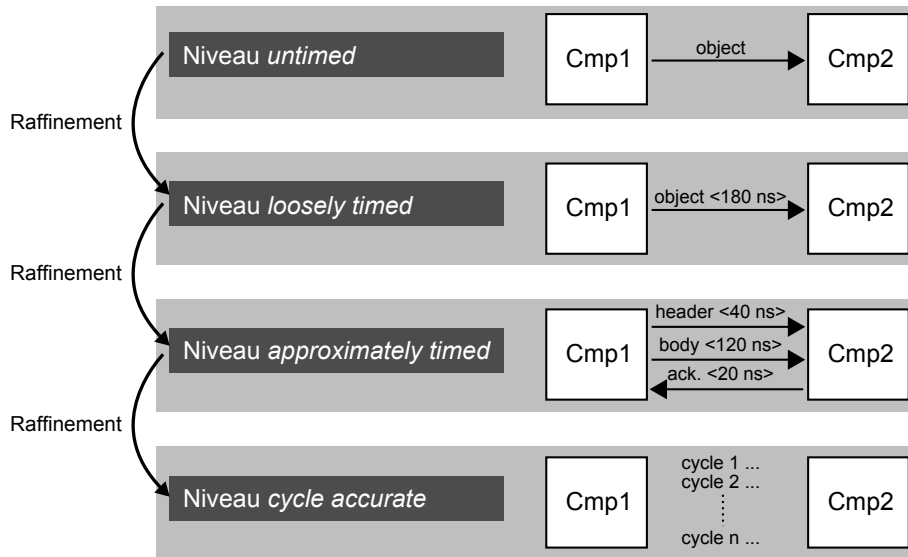 Niveau untimed
Cmp1
object
Cmp2
Raffinement
Niveau loosely timed
Cmp1
object <180 ns>
Cmp2
Raffinement
Niveau approximately timed
Cmp1
header <40 ns>
body <120 ns>
ack. <20 ns>
Cmp2
Raffinement
Niveau cycle accurate
Cmp1
cycle 1 ...
cycle 2 ...
cycle n ...
Cmp2